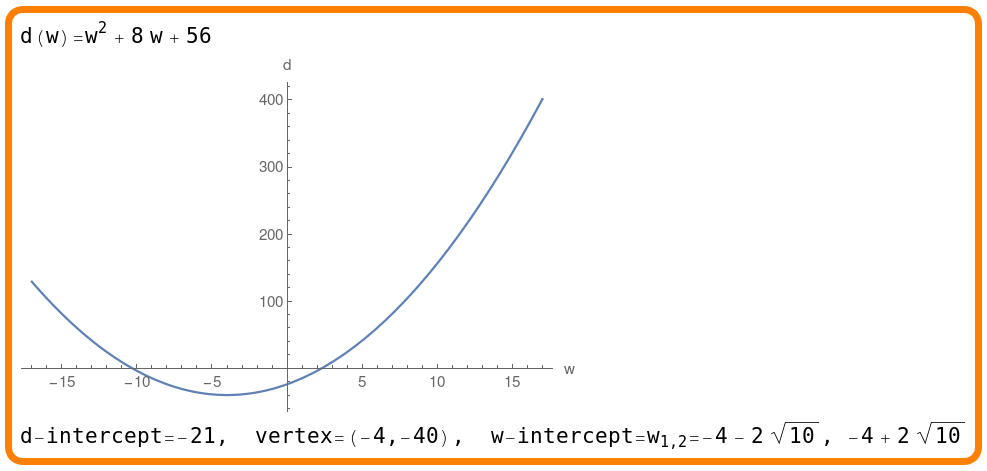 d(w)=w² + 8 w + 56
d
400
300
200
100
-15 -10 -5 5 10 15 w
d-intercept=-21, vertex=(-4,-40), w-intercept=w₁,₂=-4 - 2 √10, -4 + 2 √10